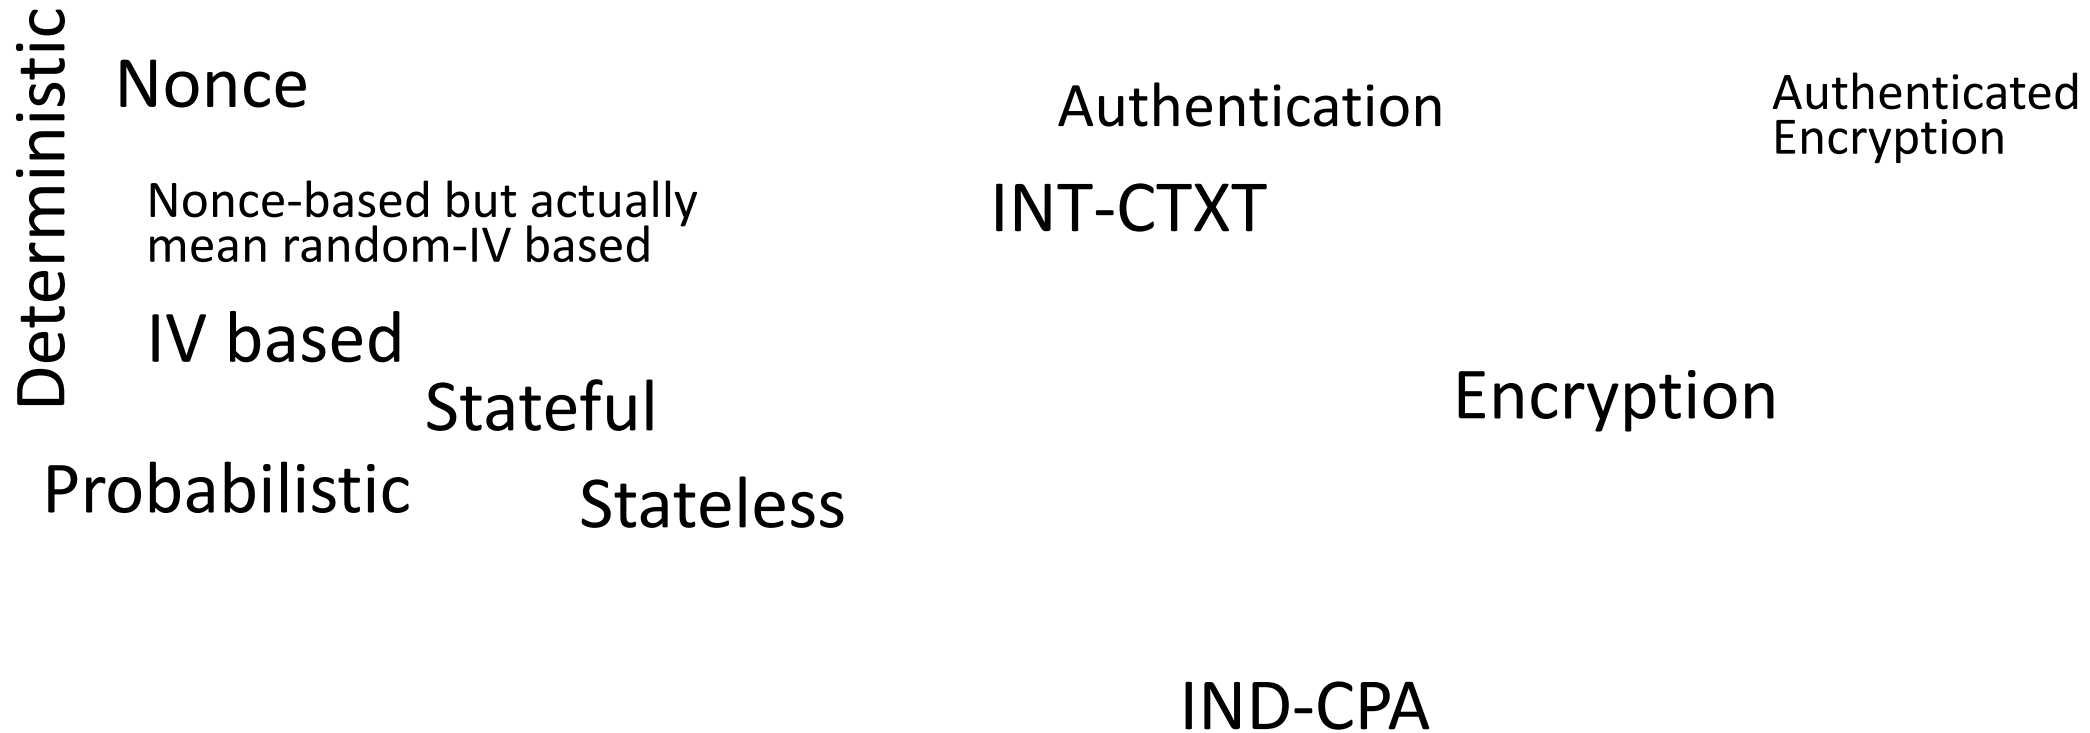 Deterministic
Nonce
Authentication
Authenticated
Encryption
Nonce-based but actually
mean random-IV based
INT-CTXT
IV based
Stateful
Encryption
Probabilistic
Stateless
IND-CPA